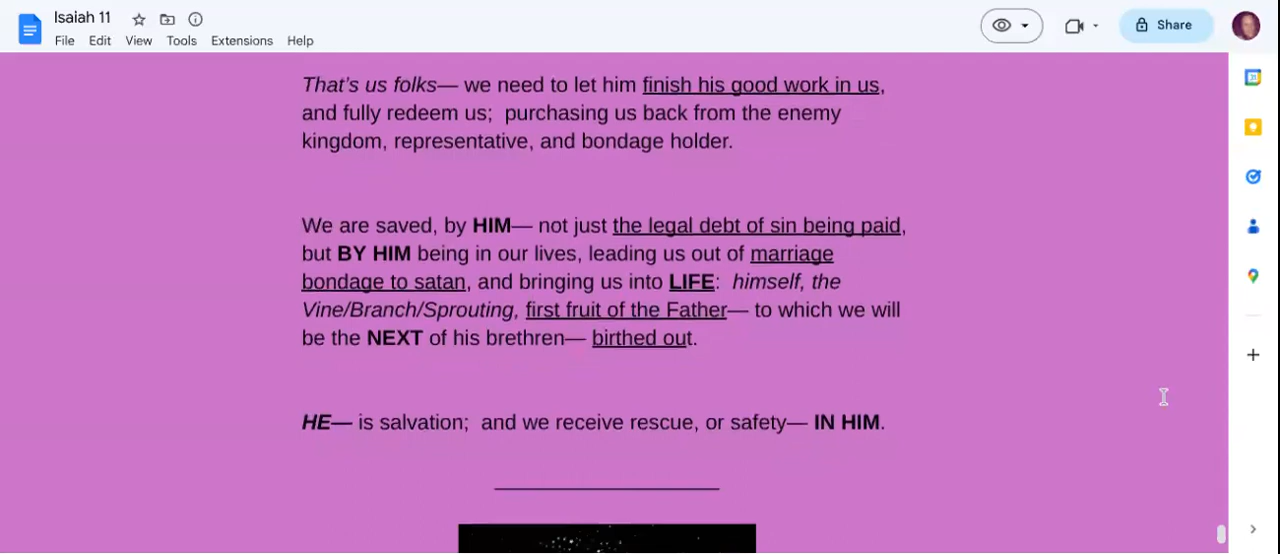 Isaiah 11
File Edit View Tools Extensions Help
Share
That's us folks— we need to let him finish his good work in us,
and fully redeem us;  purchasing us back from the enemy
kingdom, representative, and bondage holder.
We are saved, by HIM— not just the legal debt of sin being paid,
but BY HIM being in our lives, leading us out of marriage
bondage to satan, and bringing us into LIFE:  himself, the
Vine/Branch/Sprouting, first fruit of the Father— to which we will
be the NEXT of his brethren— birthed out.
HE— is salvation;  and we receive rescue, or safety— IN HIM.